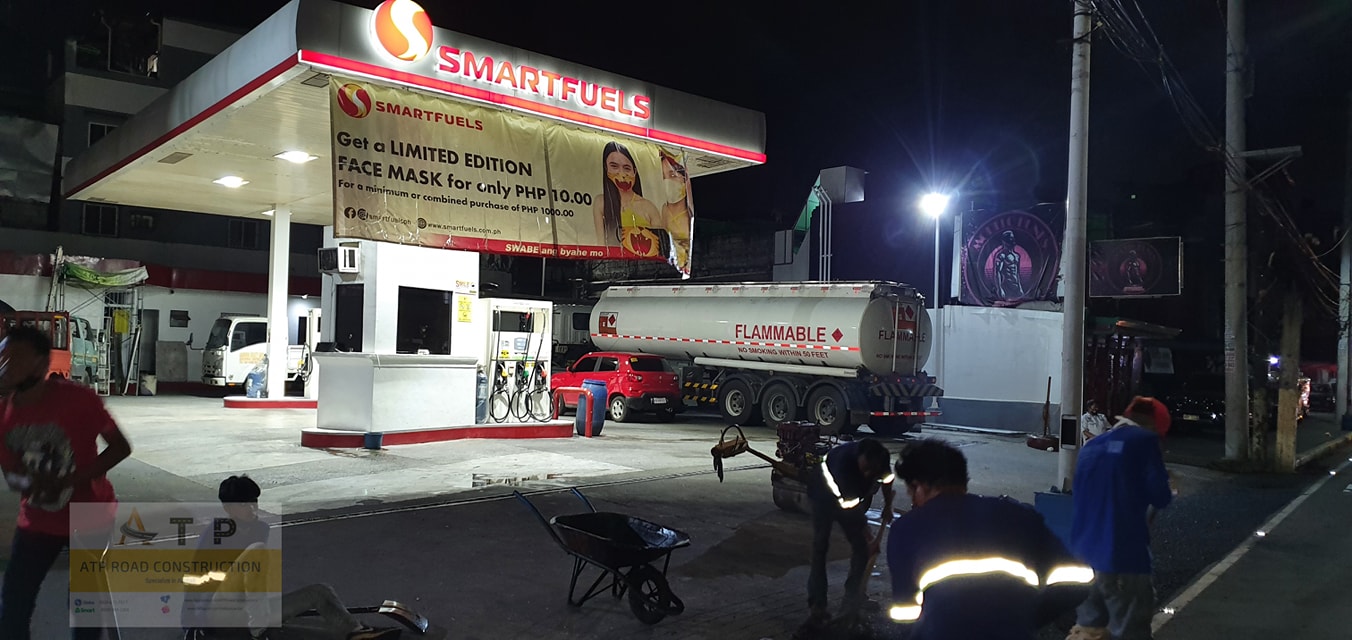 SMARTFUELS
SMARTFUELS
Get a LIMITED EDITION
FACE MASK for only PHP 10.00
For a minimum or combined purchase of PHP 1000.00
smartfuelsph www.smartfuels.com.ph
SWABE ang byahe mo
FLAMMABLE
NO SMOKING WITHIN 50 FEET
ATP
ATP ROAD CONSTRUCTION